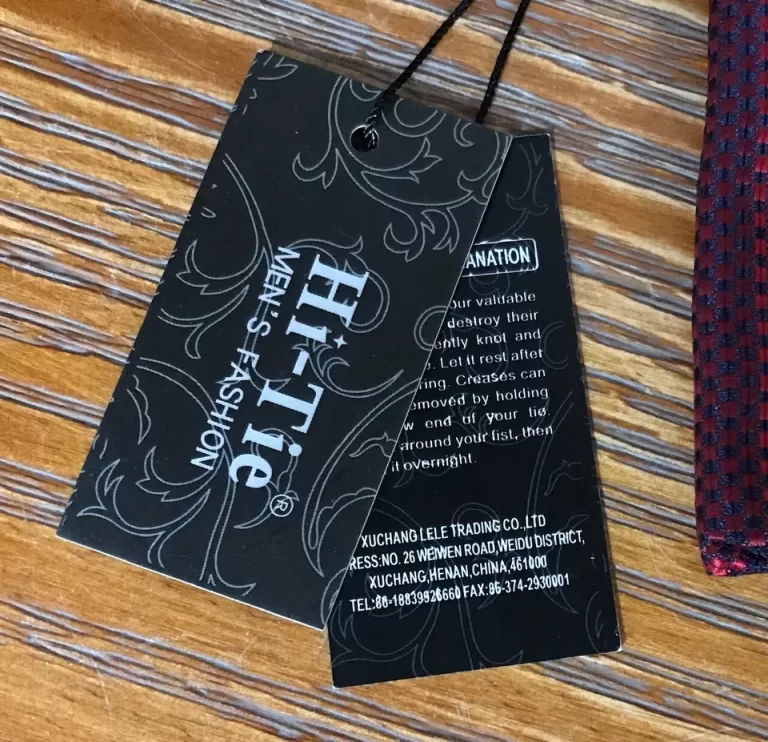 Hi-Tie
MEN'S FASHION
®
ANATION
our valuable
destroy their
ently knot and
e. Let it rest after
ring. Creases can
emoved by holding
w end of your tie.
around your fist, then
it overnight.
XUCHANG LELE TRADING CO.,LTD
RESS:NO. 26 WEIWEN ROAD,WEIDU DISTRICT,
XUCHANG,HENAN,CHINA,461000
TEL:86-18839928660 FAX:86-374-2930001